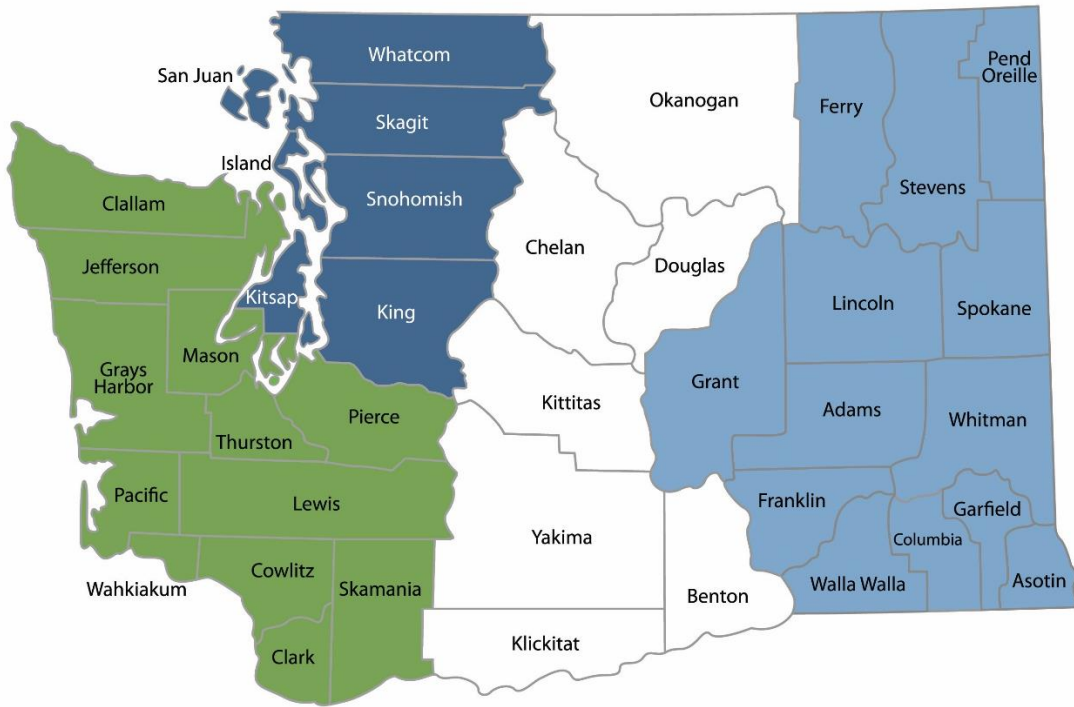 Whatcom
San Juan
Skagit
Island
Snohomish
Kitsap
King
Clallam
Jefferson
Mason
Grays
Harbor
Thurston
Pierce
Pacific
Lewis
Wahkiakum
Cowlitz
Skamania
Clark
Okanogan
Chelan
Douglas
Kittitas
Yakima
Klickitat
Benton
Ferry
Stevens
Pend
Oreille
Lincoln
Spokane
Grant
Adams
Whitman
Franklin
Walla Walla
Columbia
Garfield
Asotin